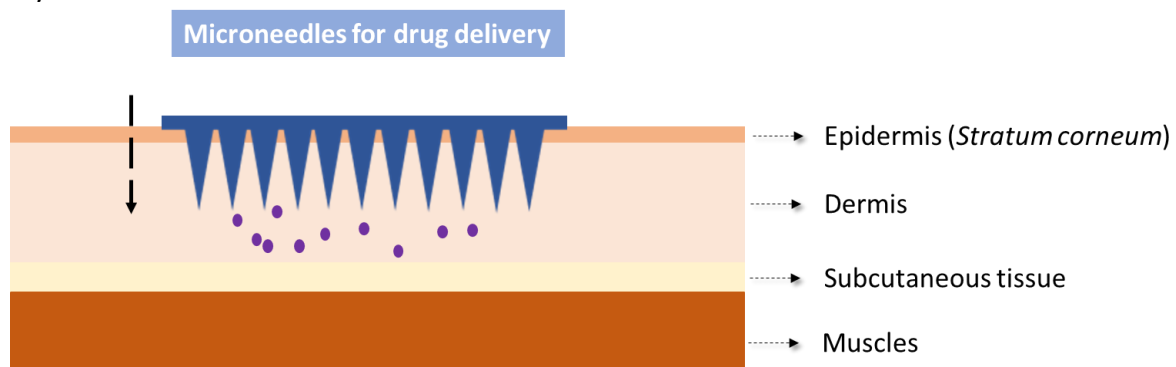 Microneedles for drug delivery
Epidermis (Stratum corneum)
Dermis
Subcutaneous tissue
Muscles